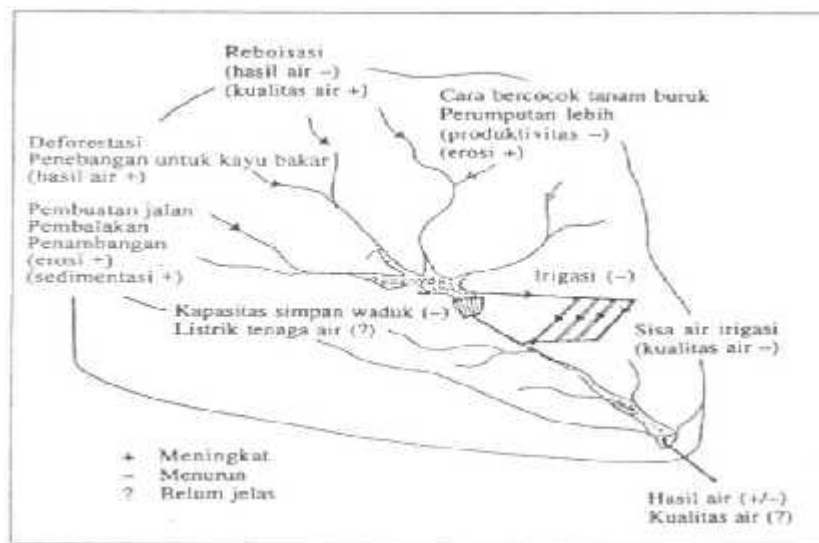 Reboisasi
(hasil air –)
(kualitas air +)
Cara bercocok tanam buruk
Perumputan lebih
(produktivitas –)
(erosi +)
Deforestasi
Penebangan untuk kayu bakar
(hasil air +)
Pembuatan jalan
Pembalakan
Penambangan
(erosi +)
(sedimentasi +)
Irigasi (–)
Kapasitas simpan waduk (–)
Listrik tenaga air (?)
Sisa air irigasi
(kualitas air –)
+ Meningkat
– Menurun
? Belum jelas
Hasil air (+/–)
Kualitas air (?)